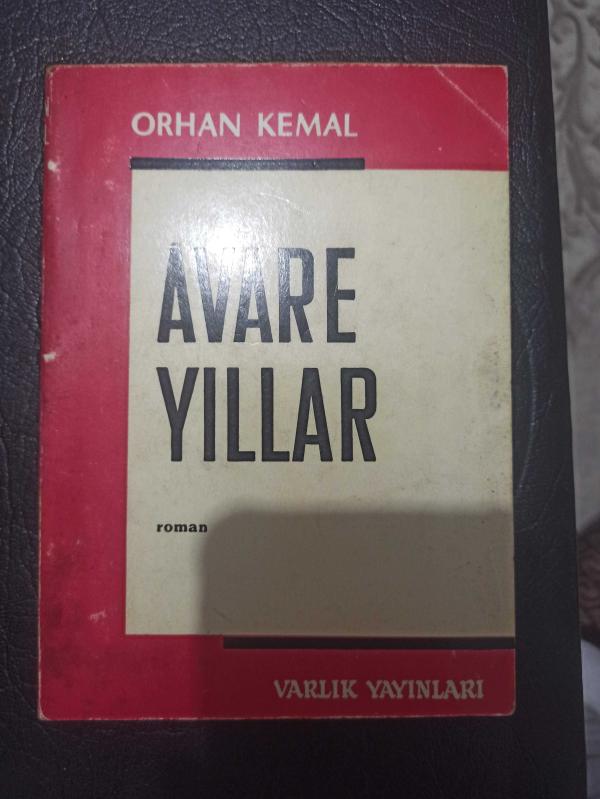 ORHAN KEMAL
AVARE
YILLAR
roman
VARLIK YAYINLARI